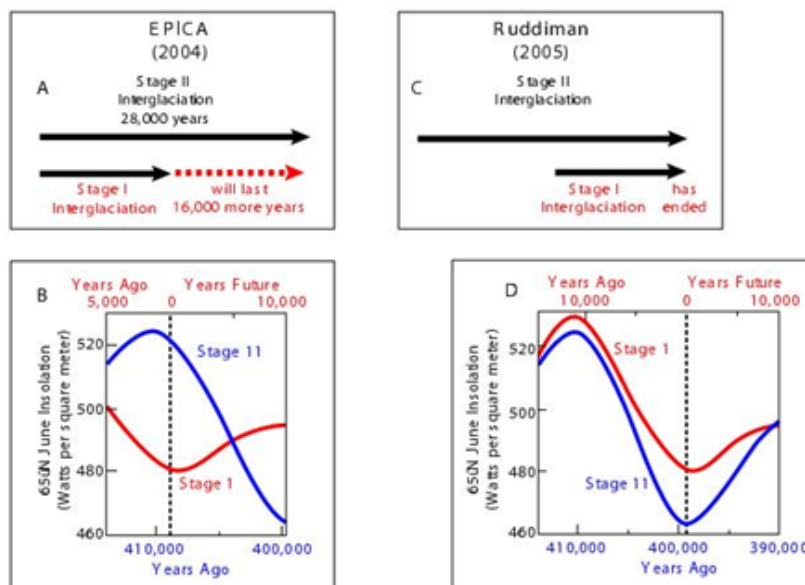 EPICA
(2004)
A
Stage II
Interglaciation
28,000 years
Stage I
Interglaciation
will last
16,000 more years
Ruddiman
(2005)
C
Stage II
Interglaciation
Stage I
Interglaciation
has
ended
B
Years Ago
Years Future
5,000
0
10,000
65ûN June Insolation
(Watts per square meter)
520
500
480
460
Stage 11
Stage 1
410,000
400,000
Years Ago
D
Years Ago
Years Future
10,000
0
10,000
65ûN June Insolation
(Watts per square meter)
520
500
480
460
Stage 1
Stage 11
410,000
400,000
390,000
Years Ago